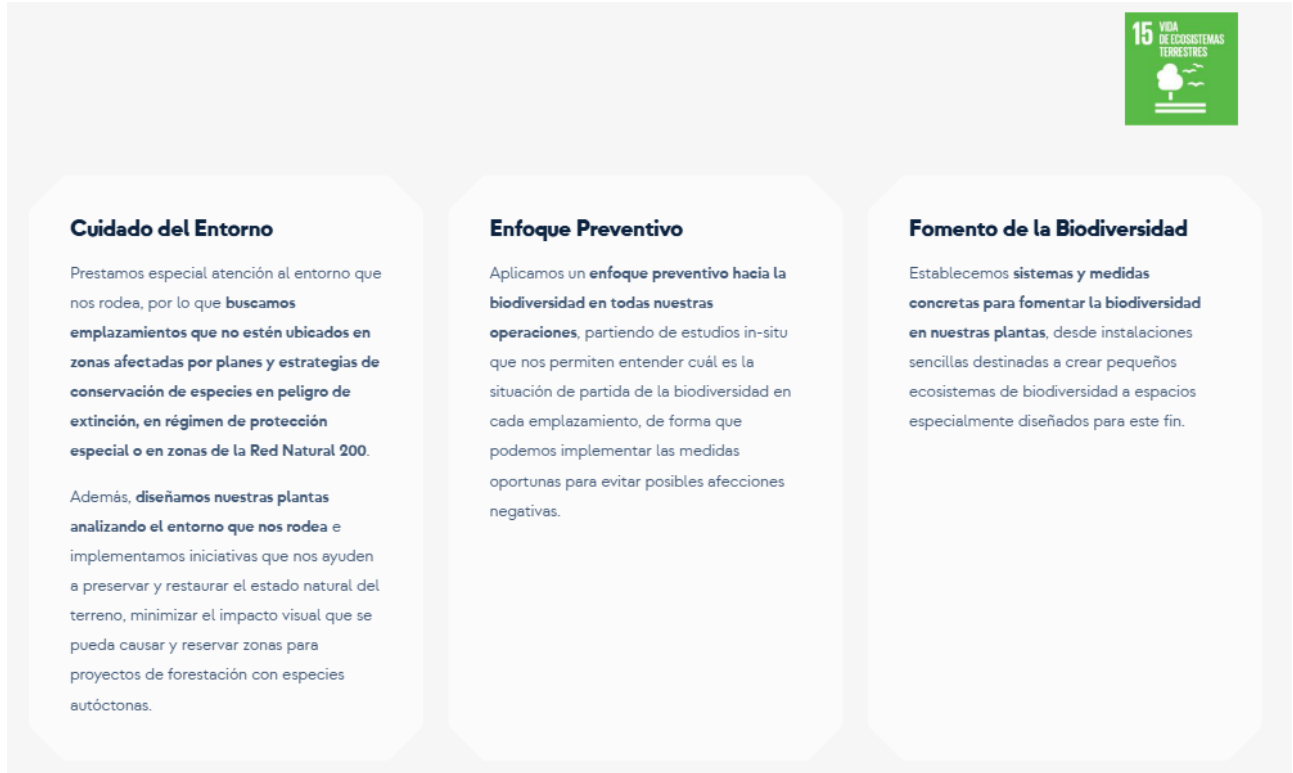 15 VIDA
DE ECOSISTEMAS
TERRESTRES
Cuidado del Entorno
Prestamos especial atención al entorno que
nos rodea, por lo que buscamos
emplazamientos que no estén ubicados en
zonas afectadas por planes y estrategias de
conservación de especies en peligro de
extinción, en régimen de protección
especial o en zonas de la Red Natural 200.
Además, diseñamos nuestras plantas
analizando el entorno que nos rodea e
implementamos iniciativas que nos ayuden
a preservar y restaurar el estado natural del
terreno, minimizar el impacto visual que se
pueda causar y reservar zonas para
proyectos de forestación con especies
autóctonas.
Enfoque Preventivo
Aplicamos un enfoque preventivo hacia la
biodiversidad en todas nuestras
operaciones, partiendo de estudios in-situ
que nos permiten entender cuál es la
situación de partida de la biodiversidad en
cada emplazamiento, de forma que
podemos implementar las medidas
oportunas para evitar posibles afecciones
negativas.
Fomento de la Biodiversidad
Establecemos sistemas y medidas
concretas para fomentar la biodiversidad
en nuestras plantas, desde instalaciones
sencillas destinadas a crear pequeños
ecosistemas de biodiversidad a espacios
especialmente diseñados para este fin.